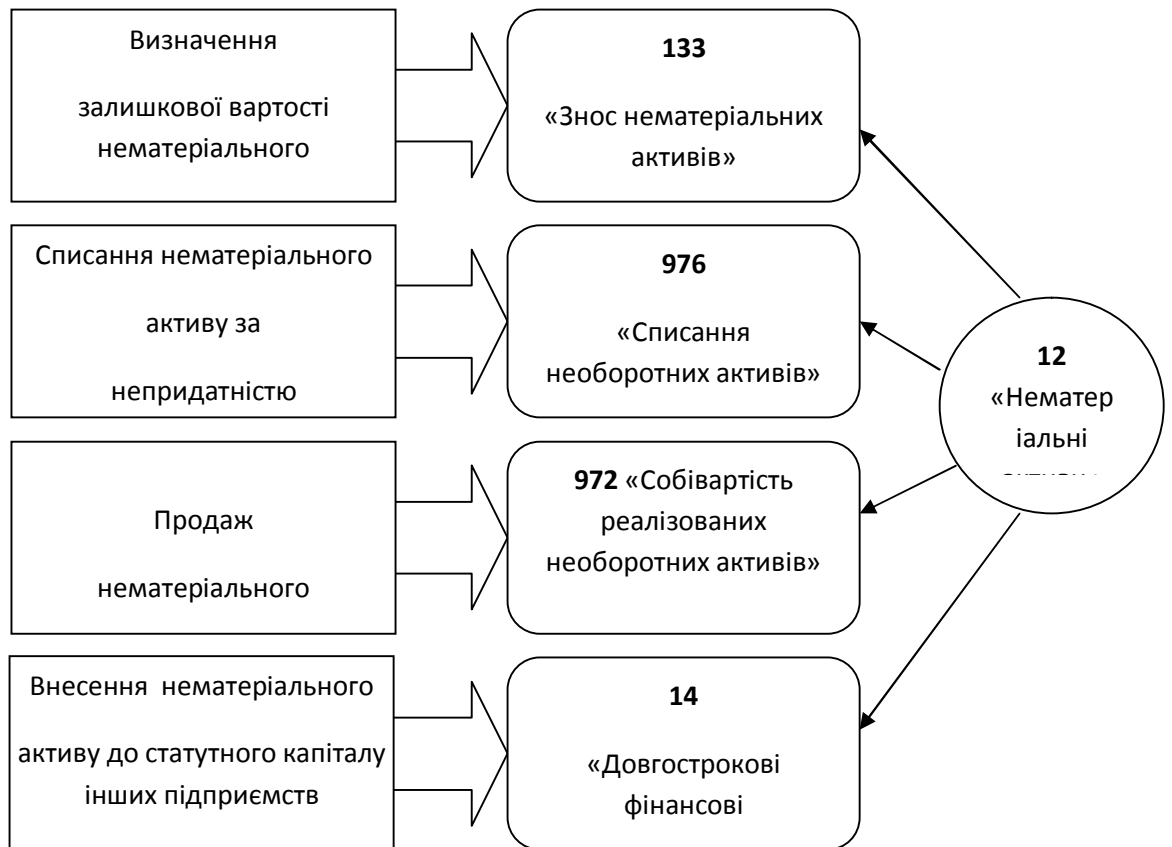 Визначення
залишкової вартості
нематеріального
133
«Знос нематеріальних
активів»
Списання нематеріального
активу за
непридатністю
976
«Списання
необоротних активів»
12
«Нематер
іальні
Продаж
нематеріального
972 «Собівартість
реалізованих
необоротних активів»
Внесення нематеріального
активу до статутного капіталу
інших підприємств
14
«Довгострокові
фінансові